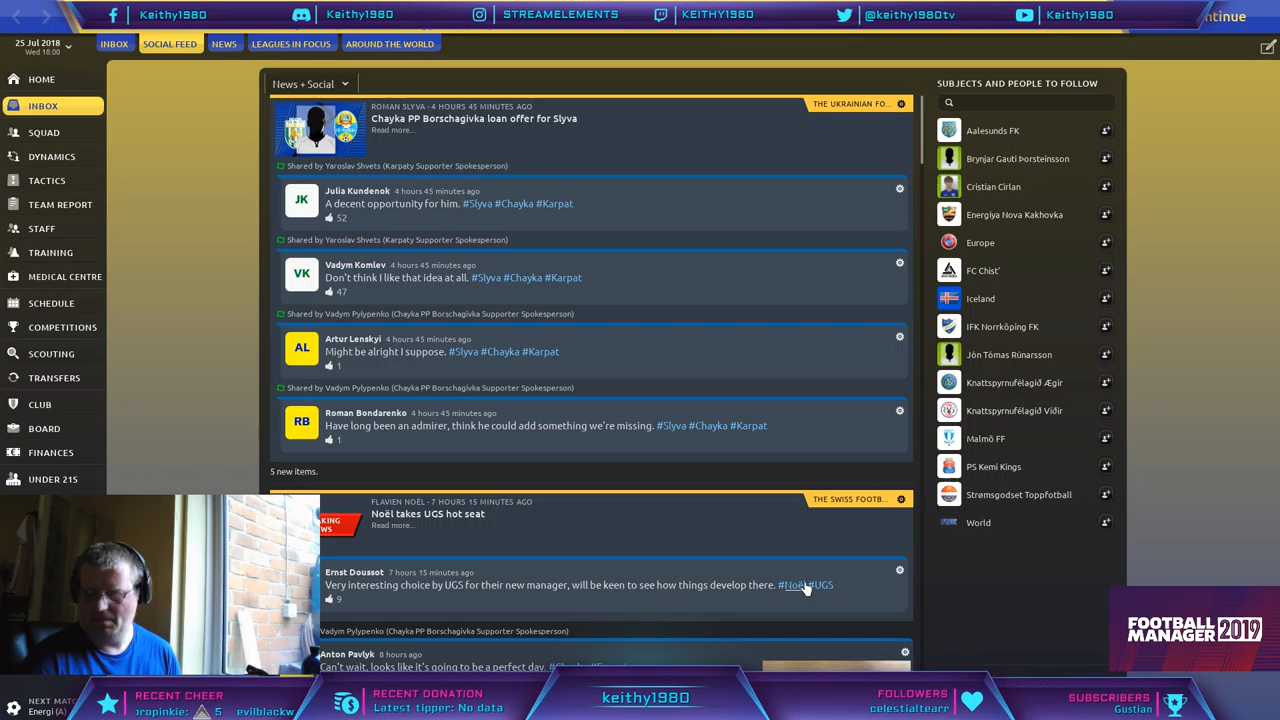 Keithy1980
Keithy1980
STREAMELEMENTS
KEITHY1980
@keithy1980tv
Keithy1980
25 Jul 2018
Wed 18:00
INBOX
SOCIAL FEED
NEWS
LEAGUES IN FOCUS
AROUND THE WORLD
HOME
INBOX
SQUAD
DYNAMICS
TACTICS
TEAM REPORT
STAFF
TRAINING
MEDICAL CENTRE
SCHEDULE
COMPETITIONS
SCOUTING
TRANSFERS
CLUB
BOARD
FINANCES
UNDER 21S
News + Social
ROMAN SLYVA - 4 HOURS 45 MINUTES AGO
THE UKRAINIAN FO...
Chayka PP Borschagivka loan offer for Slyva
Read more...
Shared by Yaroslav Shvets (Karpaty Supporter Spokesperson)
JK
Julia Kundenok 4 hours 45 minutes ago
A decent opportunity for him. #Slyva #Chayka #Karpat
52
Shared by Yaroslav Shvets (Karpaty Supporter Spokesperson)
VK
Vadym Komlev 4 hours 45 minutes ago
Don't think I like that idea at all. #Slyva #Chayka #Karpat
47
Shared by Vadym Pylypenko (Chayka PP Borschagivka Supporter Spokesperson)
AL
Artur Lenskyi 4 hours 45 minutes ago
Might be alright I suppose. #Slyva #Chayka #Karpat
1
Shared by Vadym Pylypenko (Chayka PP Borschagivka Supporter Spokesperson)
RB
Roman Bondarenko 4 hours 45 minutes ago
Have long been an admirer, think he could add something we're missing. #Slyva #Chayka #Karpat
1
5 new items.
FLAVIEN NOËL - 7 HOURS 15 MINUTES AGO
THE SWISS FOOTB...
Noël takes UGS hot seat
Read more...
Ernst Doussot 7 hours 15 minutes ago
Very interesting choice by UGS for their new manager, will be keen to see how things develop there. #Noël #UGS
9
Vadym Pylypenko (Chayka PP Borschagivka Supporter Spokesperson)
Anton Pavlyk 8 hours ago
Can't wait, looks like it's going to be a perfect day.
SUBJECTS AND PEOPLE TO FOLLOW
Aalesunds FK
Brynjar Gauti Þorsteinsson
Cristian Cîrlan
Energiya Nova Kakhovka
Europe
FC Chist'
Iceland
IFK Norrköping FK
Jón Tómas Rúnarsson
Knattspyrnufélagið Ægir
Knattspyrnufélagið Víðir
Malmö FF
PS Kemi Kings
Strømsgodset Toppfotball
World
FOOTBALL
MANAGER 2019
RECENT CHEER
5 evilblackw
RECENT DONATION
Latest tipper: No data
keithy1980
FOLLOWERS
celestialtearr
SUBSCRIBERS
Gustian